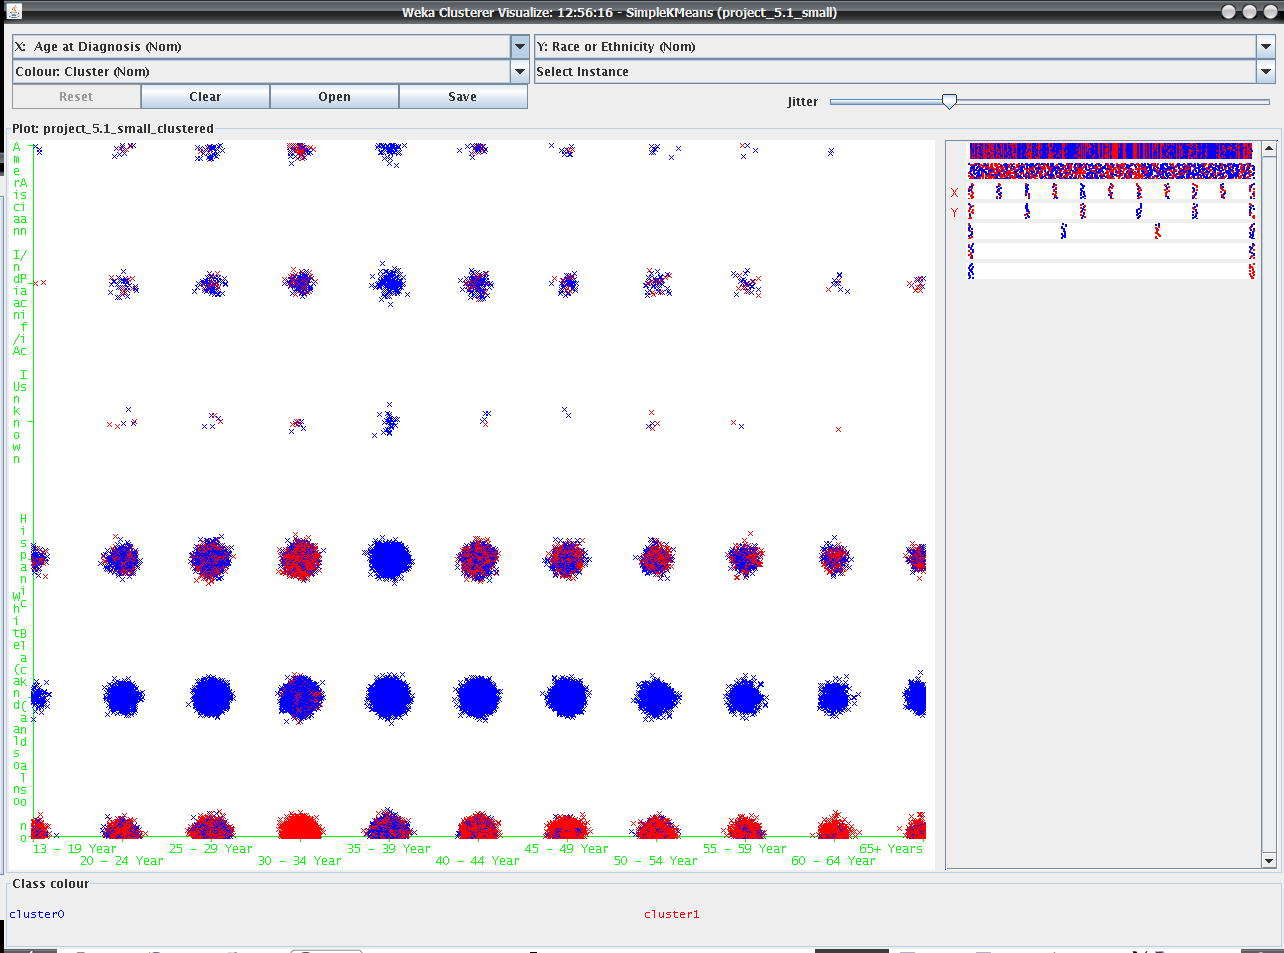 Weka Clusterer Visualize: 12:56:16 - SimpleKMeans (project_5.1_small)
X: Age at Diagnosis (Nom)
Y: Race or Ethnicity (Nom)
Colour: Cluster (Nom)
Select Instance
Reset
Clear
Open
Save
Jitter
Plot: project_5.1_small_clustered
X
Y
Unknown
13 - 19 Year
20 - 24 Year
25 - 29 Year
30 - 34 Year
35 - 39 Year
40 - 44 Year
45 - 49 Year
50 - 54 Year
55 - 59 Year
60 - 64 Year
65+ Years
Class colour
cluster0
cluster1